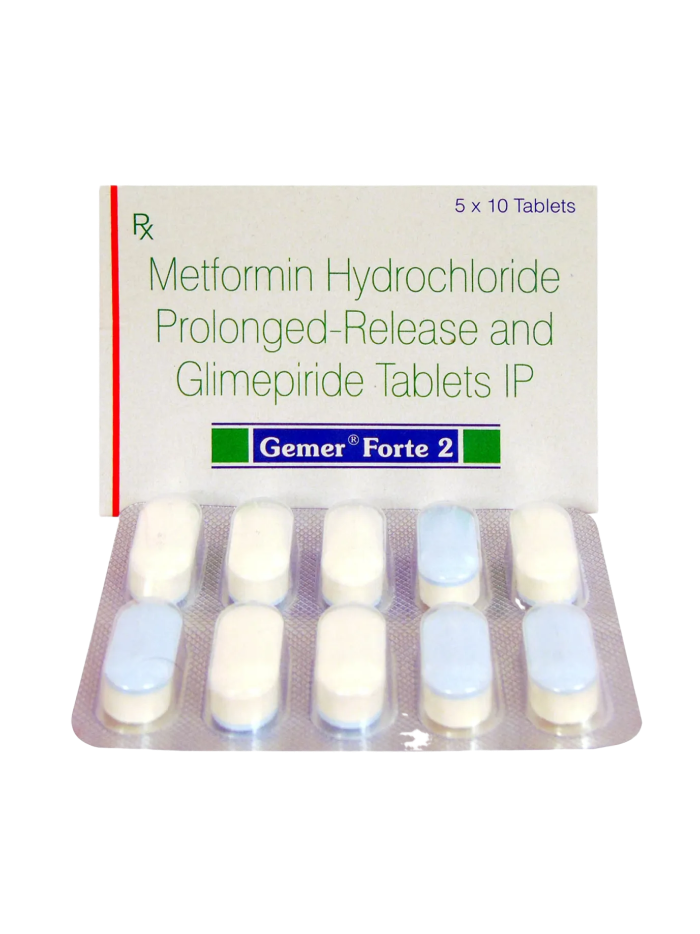 5 x 10 Tablets
Rx
Metformin Hydrochloride
Prolonged-Release and
Glimepiride Tablets IP
Gemer® Forte 2